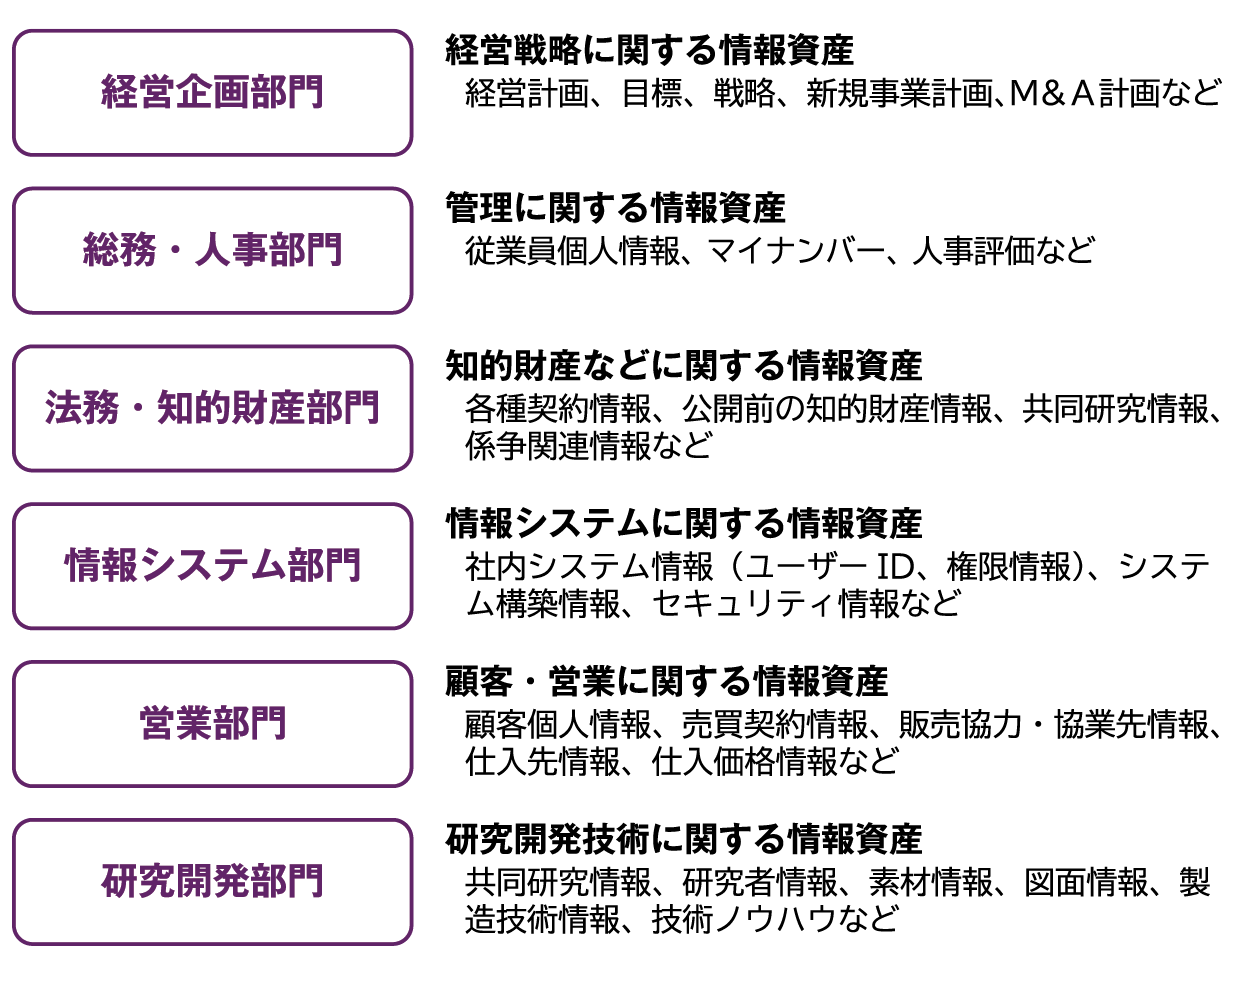 経営企画部門
経営戦略に関する情報資産
経営計画、目標、戦略、新規事業計画、M＆A計画など
総務・人事部門
管理に関する情報資産
従業員個人情報、マイナンバー、人事評価など
法務・知的財産部門
知的財産などに関する情報資産
各種契約情報、公開前の知的財産情報、共同研究情報、
係争関連情報など
情報システム部門
情報システムに関する情報資産
社内システム情報（ユーザー ID、権限情報）、システ
ム構築情報、セキュリティ情報など
営業部門
顧客・営業に関する情報資産
顧客個人情報、売買契約情報、販売協力・協業先情報、
仕入先情報、仕入価格情報など
研究開発部門
研究開発技術に関する情報資産
共同研究情報、研究者情報、素材情報、図面情報、製
造技術情報、技術ノウハウなど